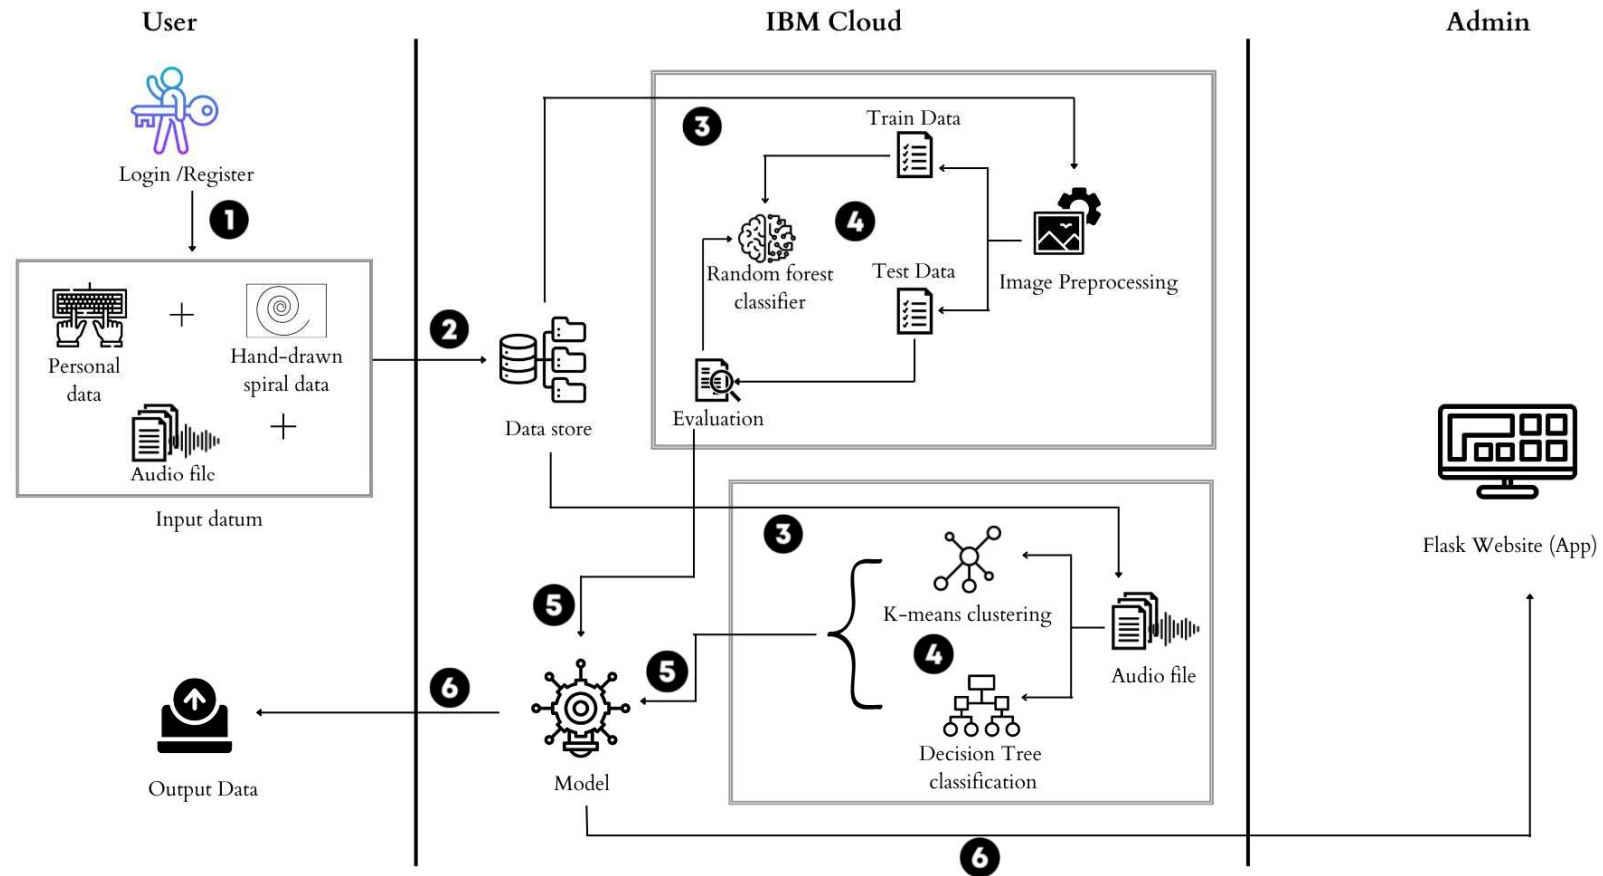 User
IBM Cloud
Admin
Login /Register
1
Personal
data
Hand-drawn
spiral data
Audio file
Input datum
2
Data store
3
Train Data
4
Random forest
classifier
Test Data
Image Preprocessing
Evaluation
3
K-means clustering
4
Audio file
Decision Tree
classification
5
5
Model
6
Output Data
6
Flask Website (App)